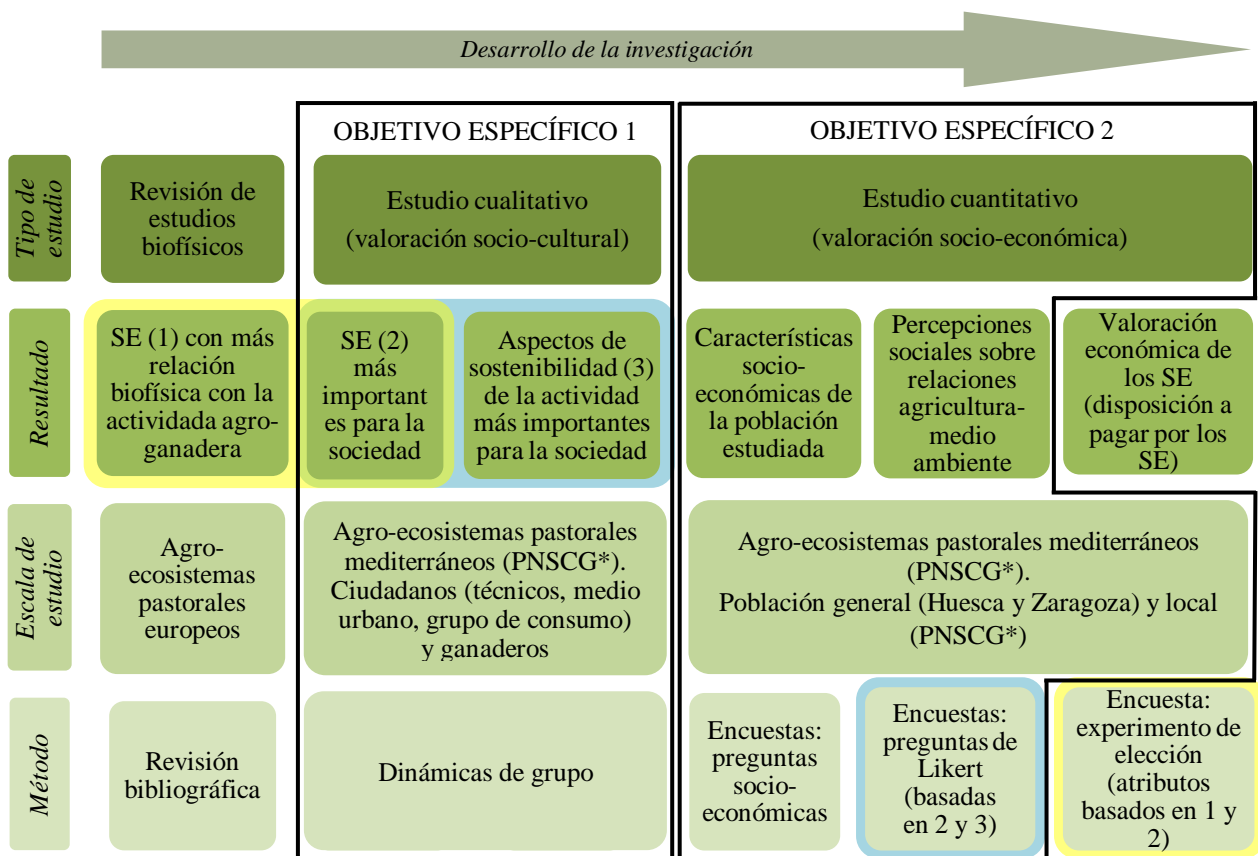 Desarrollo de la investigación
OBJETIVO ESPECÍFICO 1
OBJETIVO ESPECÍFICO 2
Tipo de
estudio
Revisión de
estudios
biofísicos
Estudio cualitativo
(valoración socio-cultural)
Estudio cuantitativo
(valoración socio-económica)
Resultado
SE (1) con más
relación
biofísica con la
actividada agro-
ganadera
SE (2)
más
important
es para la
sociedad
Aspectos de
sostenibilidad (3)
de la actividad
más importantes
para la sociedad
Características
socio-
económicas de
la población
estudiada
Percepciones
sociales sobre
relaciones
agricultura-
medio
ambiente
Valoración
económica de
los SE
(disposición a
pagar por los
SE)
Escala de
estudio
Agro-
ecosistemas
pastorales
europeos
Agro-ecosistemas pastorales
mediterráneos (PNSCG*).
Ciudadanos (técnicos, medio
urbano, grupo de consumo)
y ganaderos
Agro-ecosistemas pastorales mediterráneos
(PNSCG*).
Población general (Huesca y Zaragoza) y local
(PNSCG*)
Método
Revisión
bibliográfica
Dinámicas de grupo
Encuestas:
preguntas
socio-
económicas
Encuestas:
preguntas de
Likert
(basadas
en 2 y 3)
Encuesta:
experimento de
elección
(atributos
basados en 1 y
2)